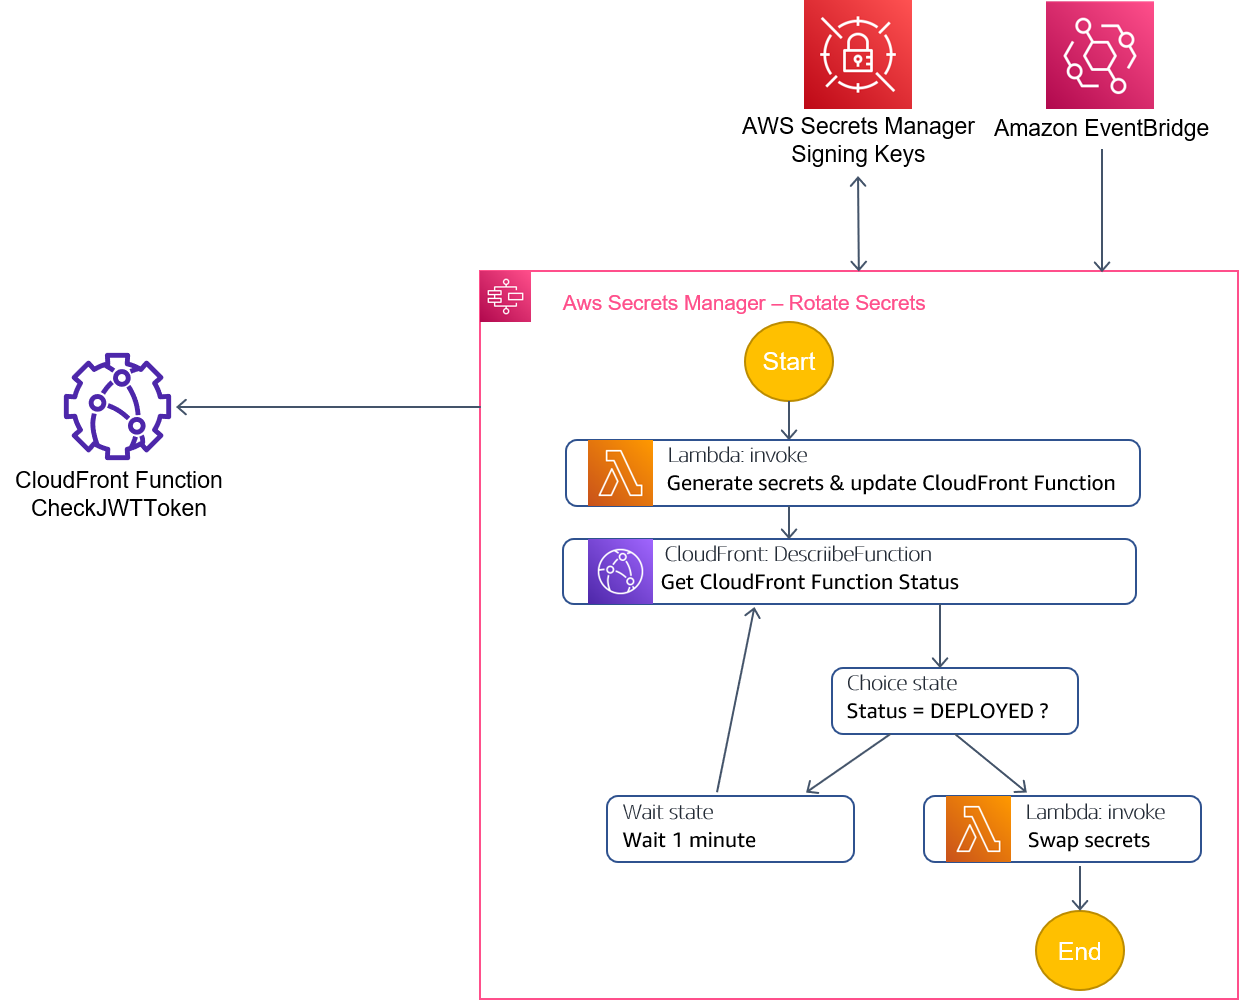 AWS Secrets Manager
Signing Keys
Amazon EventBridge
Aws Secrets Manager – Rotate Secrets
Start
CloudFront Function
CheckJWTToken
Lambda: invoke
Generate secrets & update CloudFront Function
CloudFront: DescriibeFunction
Get CloudFront Function Status
Choice state
Status = DEPLOYED ?
Wait state
Wait 1 minute
Lambda: invoke
Swap secrets
End